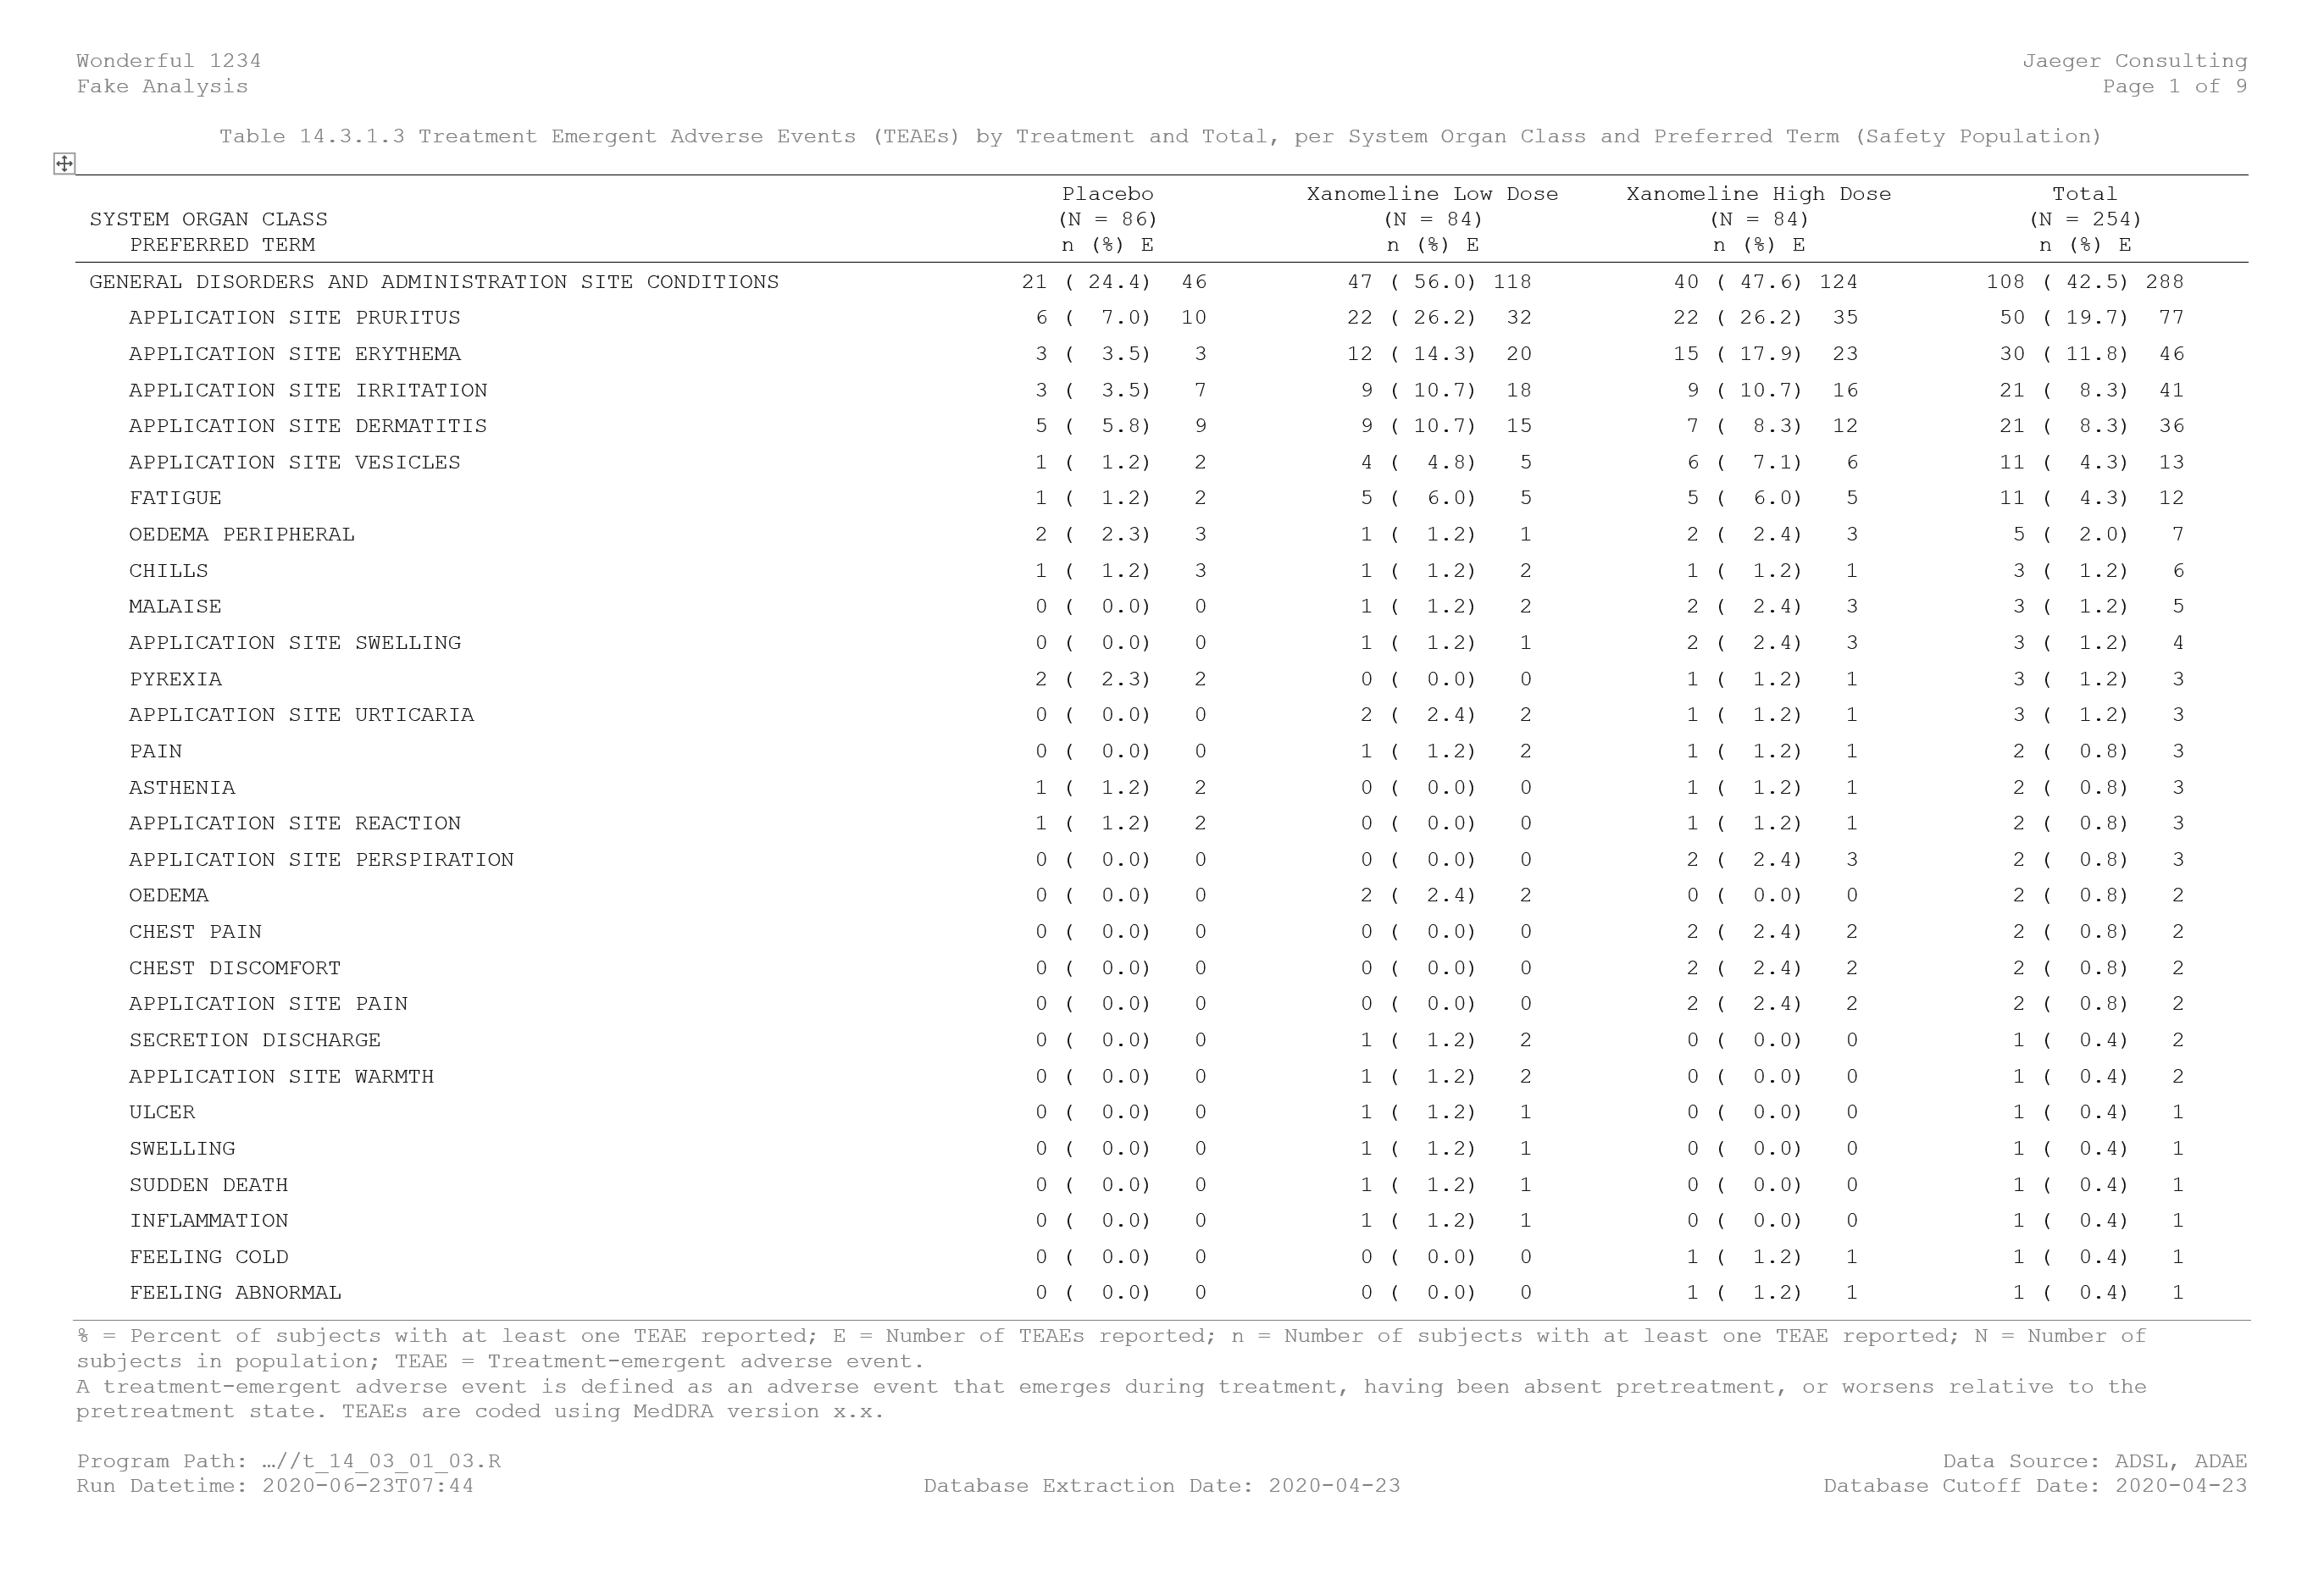 Wonderful 1234 Jaeger Consulting
Fake Analysis Page 1 of 9
Table 14.3.1.3 Treatment Emergent Adverse Events (TEAEs) by Treatment and Total, per System Organ Class and Preferred Term (Safety Population)
Placebo Xanomeline Low Dose Xanomeline High Dose Total
SYSTEM ORGAN CLASS (N = 86) (N = 84) (N = 84) (N = 254)
PREFERRED TERM n (%) E n (%) E n (%) E n (%) E
GENERAL DISORDERS AND ADMINISTRATION SITE CONDITIONS 21 ( 24.4) 46 47 ( 56.0) 118 40 ( 47.6) 124 108 ( 42.5) 288
APPLICATION SITE PRURITUS 6 ( 7.0) 10 22 ( 26.2) 32 22 ( 26.2) 35 50 ( 19.7) 77
APPLICATION SITE ERYTHEMA 3 ( 3.5) 3 12 ( 14.3) 20 15 ( 17.9) 23 30 ( 11.8) 46
APPLICATION SITE IRRITATION 3 ( 3.5) 7 9 ( 10.7) 18 9 ( 10.7) 16 21 ( 8.3) 41
APPLICATION SITE DERMATITIS 5 ( 5.8) 9 9 ( 10.7) 15 7 ( 8.3) 12 21 ( 8.3) 36
APPLICATION SITE VESICLES 1 ( 1.2) 2 4 ( 4.8) 5 6 ( 7.1) 6 11 ( 4.3) 13
FATIGUE 1 ( 1.2) 2 5 ( 6.0) 5 5 ( 6.0) 5 11 ( 4.3) 12
OEDEMA PERIPHERAL 2 ( 2.3) 3 1 ( 1.2) 1 2 ( 2.4) 3 5 ( 2.0) 7
CHILLS 1 ( 1.2) 3 1 ( 1.2) 2 1 ( 1.2) 1 3 ( 1.2) 6
MALAISE 0 ( 0.0) 0 1 ( 1.2) 2 2 ( 2.4) 3 3 ( 1.2) 5
APPLICATION SITE SWELLING 0 ( 0.0) 0 1 ( 1.2) 1 2 ( 2.4) 3 3 ( 1.2) 4
PYREXIA 2 ( 2.3) 2 0 ( 0.0) 0 1 ( 1.2) 1 3 ( 1.2) 3
APPLICATION SITE URTICARIA 0 ( 0.0) 0 2 ( 2.4) 2 1 ( 1.2) 1 3 ( 1.2) 3
PAIN 0 ( 0.0) 0 1 ( 1.2) 2 1 ( 1.2) 1 2 ( 0.8) 3
ASTHENIA 1 ( 1.2) 2 0 ( 0.0) 0 1 ( 1.2) 1 2 ( 0.8) 3
APPLICATION SITE REACTION 1 ( 1.2) 2 0 ( 0.0) 0 1 ( 1.2) 1 2 ( 0.8) 3
APPLICATION SITE PERSPIRATION 0 ( 0.0) 0 0 ( 0.0) 0 2 ( 2.4) 3 2 ( 0.8) 3
OEDEMA 0 ( 0.0) 0 2 ( 2.4) 2 0 ( 0.0) 0 2 ( 0.8) 2
CHEST PAIN 0 ( 0.0) 0 0 ( 0.0) 0 2 ( 2.4) 2 2 ( 0.8) 2
CHEST DISCOMFORT 0 ( 0.0) 0 0 ( 0.0) 0 2 ( 2.4) 2 2 ( 0.8) 2
APPLICATION SITE PAIN 0 ( 0.0) 0 0 ( 0.0) 0 2 ( 2.4) 2 2 ( 0.8) 2
SECRETION DISCHARGE 0 ( 0.0) 0 1 ( 1.2) 2 0 ( 0.0) 0 1 ( 0.4) 2
APPLICATION SITE WARMTH 0 ( 0.0) 0 1 ( 1.2) 2 0 ( 0.0) 0 1 ( 0.4) 2
ULCER 0 ( 0.0) 0 1 ( 1.2) 1 0 ( 0.0) 0 1 ( 0.4) 1
SWELLING 0 ( 0.0) 0 1 ( 1.2) 1 0 ( 0.0) 0 1 ( 0.4) 1
SUDDEN DEATH 0 ( 0.0) 0 1 ( 1.2) 1 0 ( 0.0) 0 1 ( 0.4) 1
INFLAMMATION 0 ( 0.0) 0 1 ( 1.2) 1 0 ( 0.0) 0 1 ( 0.4) 1
FEELING COLD 0 ( 0.0) 0 0 ( 0.0) 0 1 ( 1.2) 1 1 ( 0.4) 1
FEELING ABNORMAL 0 ( 0.0) 0 0 ( 0.0) 0 1 ( 1.2) 1 1 ( 0.4) 1
% = Percent of subjects with at least one TEAE reported; E = Number of TEAEs reported; n = Number of subjects with at least one TEAE reported; N = Number of
subjects in population; TEAE = Treatment-emergent adverse event.
A treatment-emergent adverse event is defined as an adverse event that emerges during treatment, having been absent pretreatment, or worsens relative to the
pretreatment state. TEAEs are coded using MedDRA version x.x.
Program Path: …//t_14_03_01_03.R Data Source: ADSL, ADAE
Run Datetime: 2020-06-23T07:44 Database Extraction Date: 2020-04-23 Database Cutoff Date: 2020-04-23